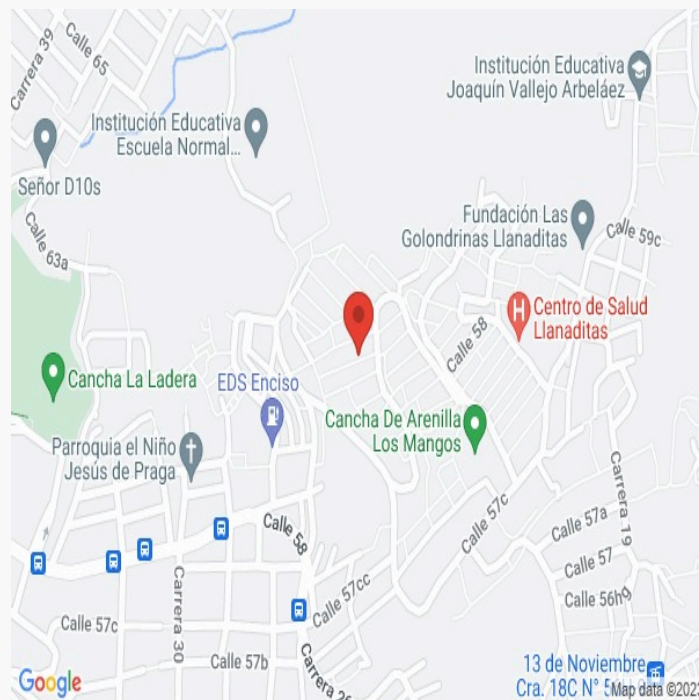 Carrera 39
Calle 65
Institución Educativa
Joaquín Vallejo Arbeláez
Institución Educativa
Escuela Normal...
Señor D10s
Calle 63a
Fundación Las
Golondrinas Llanaditas
Calle 59c
H
Centro de Salud
Llanaditas
Calle 58
Cancha La Ladera
EDS Enciso
Cancha De Arenilla
Los Mangos
Parroquia el Niño
Jesús de Praga
Calle 58
Calle 57c
Carrera 19
Calle 57a
Calle 57
Calle 56hg
Calle 57cc
Carrera 30
Calle 57c
Calle 57b
13 de Noviembre
Cra. 18C N°
Google
Map data ©202